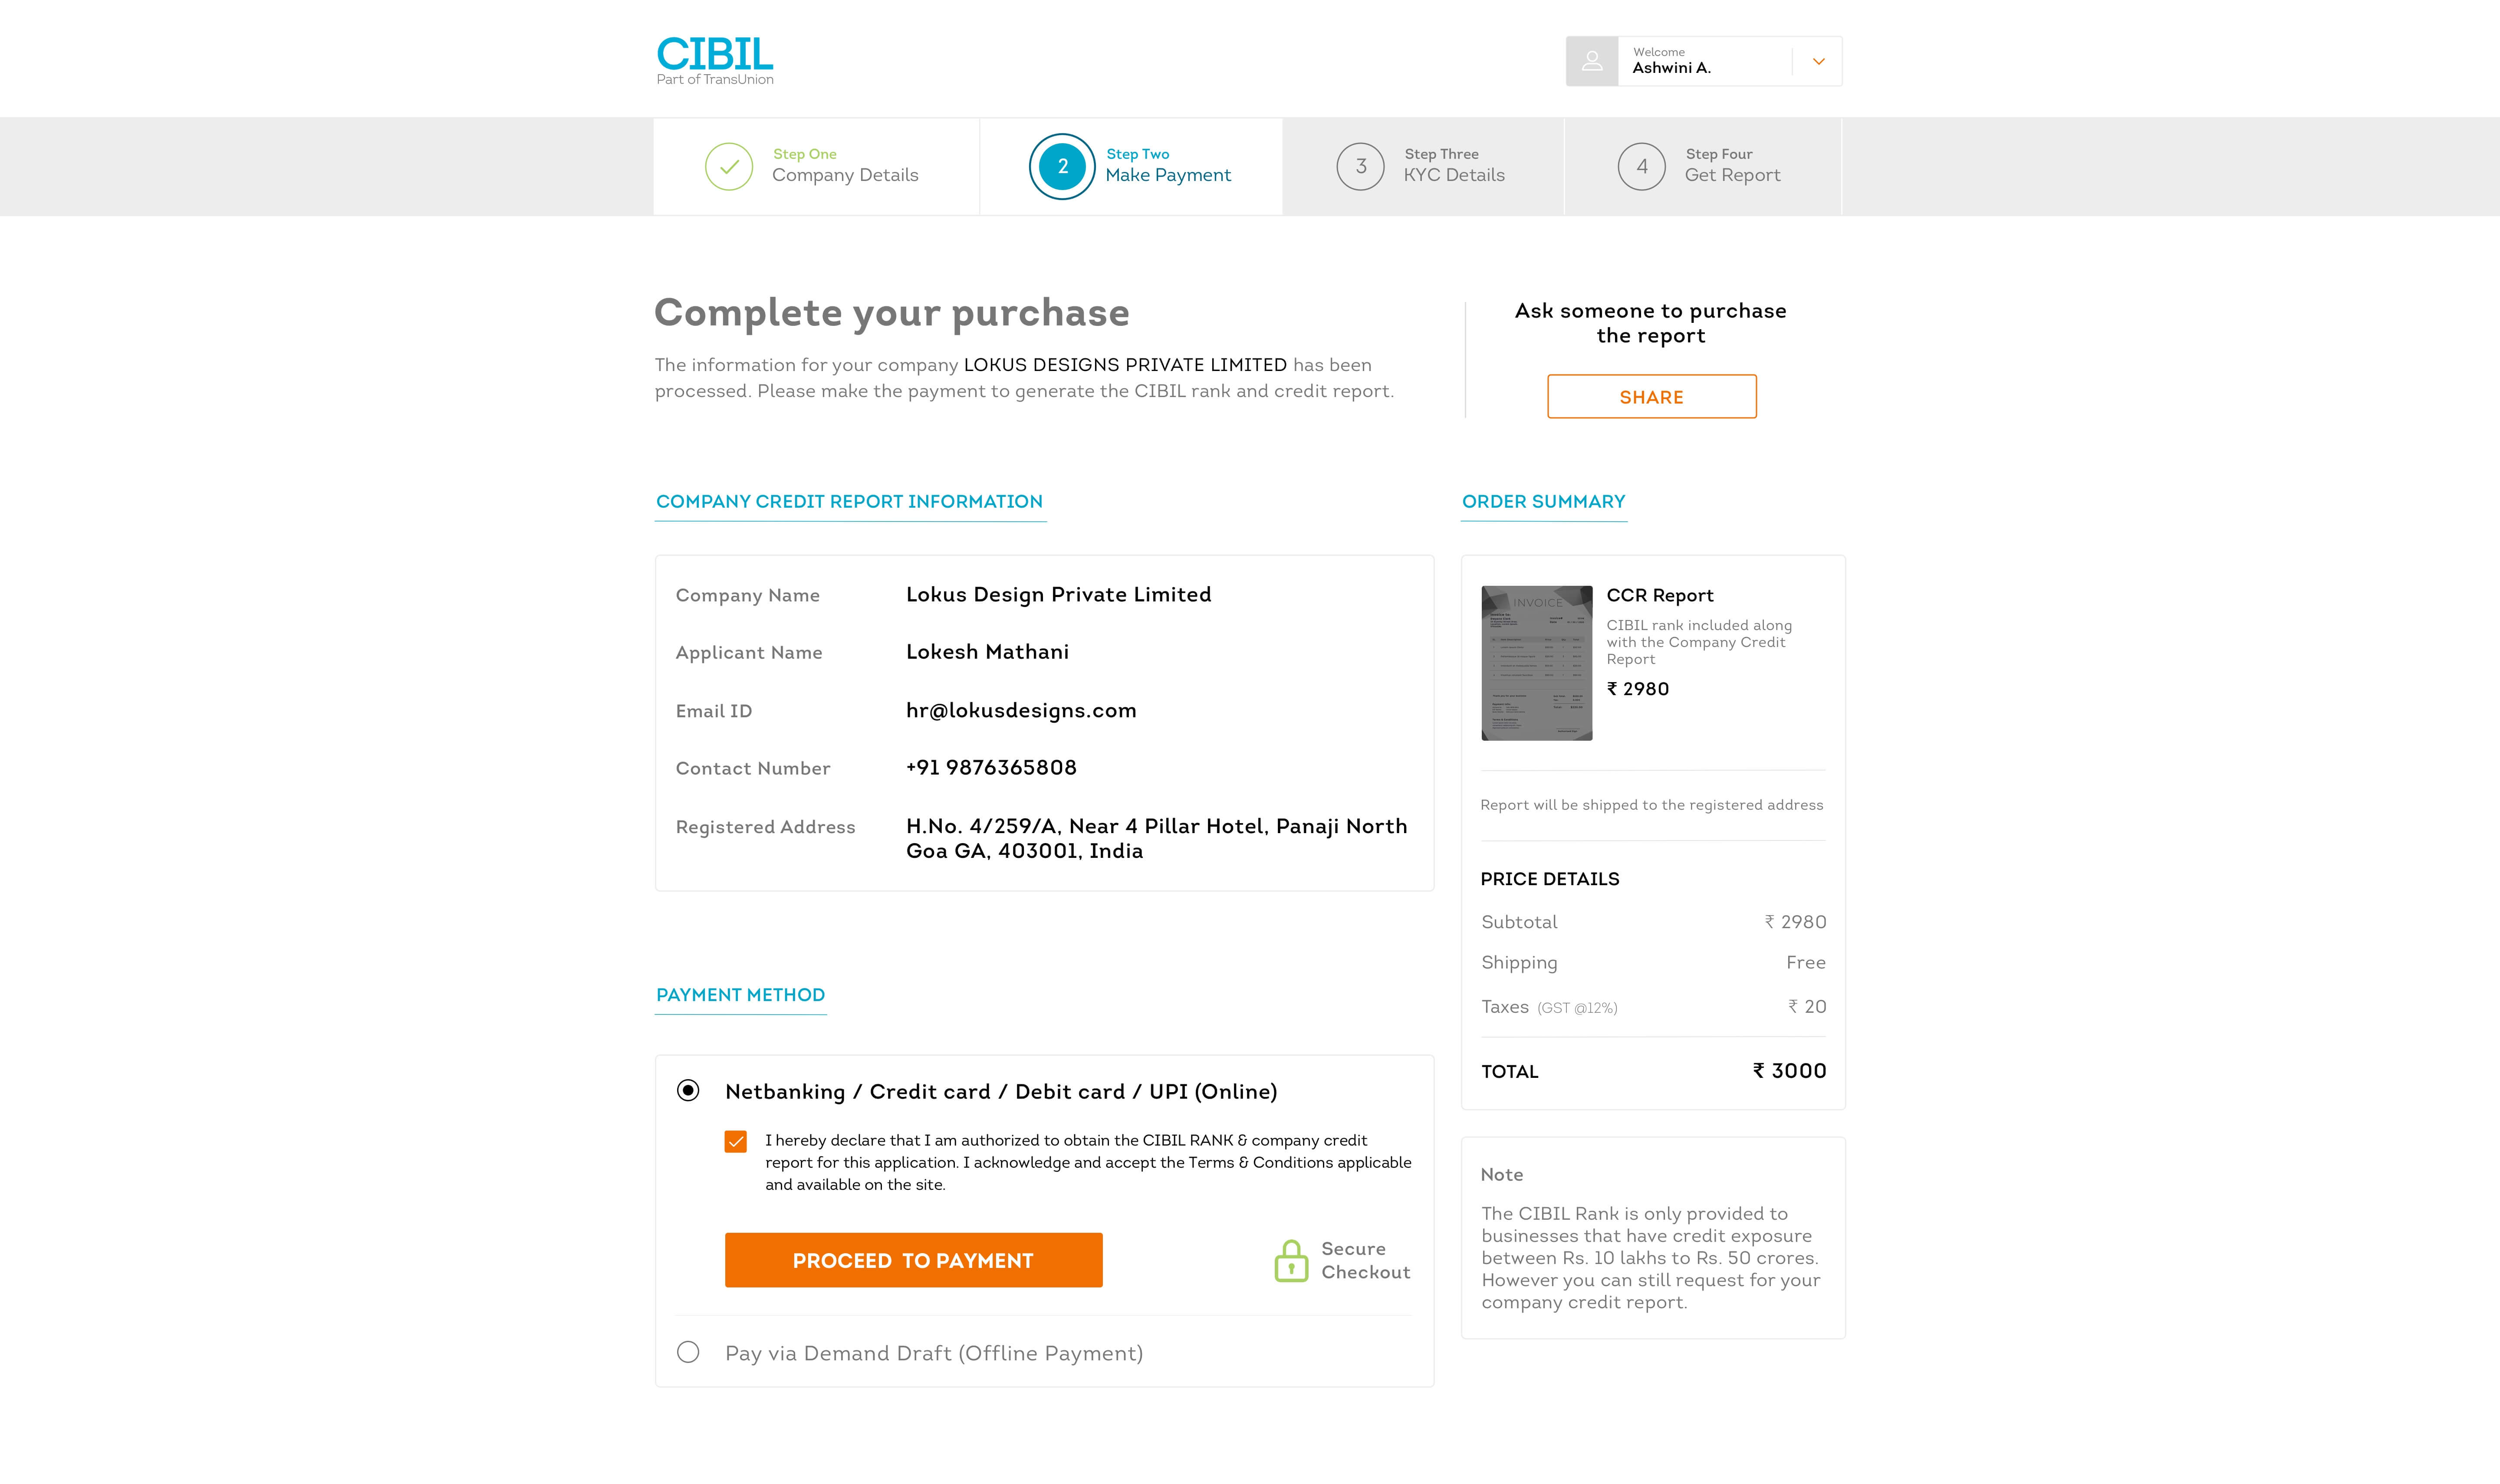 CIBIL
Part of TransUnion
Welcome
Ashwini A.
Step One
Company Details
2
Step Two
Make Payment
3
Step Three
KYC Details
4
Step Four
Get Report
Complete your purchase
The information for your company LOKUS DESIGNS PRIVATE LIMITED has been
processed. Please make the payment to generate the CIBIL rank and credit report.
Ask someone to purchase
the report
SHARE
COMPANY CREDIT REPORT INFORMATION
Company Name Lokus Design Private Limited
Applicant Name Lokesh Mathani
Email ID hr@lokusdesigns.com
Contact Number +91 9876365808
Registered Address H.No. 4/259/A, Near 4 Pillar Hotel, Panaji North
Goa GA, 403001, India
PAYMENT METHOD
Netbanking / Credit card / Debit card / UPI (Online)
I hereby declare that I am authorized to obtain the CIBIL RANK & company credit
report for this application. I acknowledge and accept the Terms & Conditions applicable
and available on the site.
PROCEED TO PAYMENT
Secure
Checkout
Pay via Demand Draft (Offline Payment)
ORDER SUMMARY
INVOICE
CCR Report
CIBIL rank included along
with the Company Credit
Report
₹ 2980
Report will be shipped to the registered address
PRICE DETAILS
Subtotal ₹ 2980
Shipping Free
Taxes (GST @12%) ₹ 20
TOTAL ₹ 3000
Note
The CIBIL Rank is only provided to
businesses that have credit exposure
between Rs. 10 lakhs to Rs. 50 crores.
However you can still request for your
company credit report.